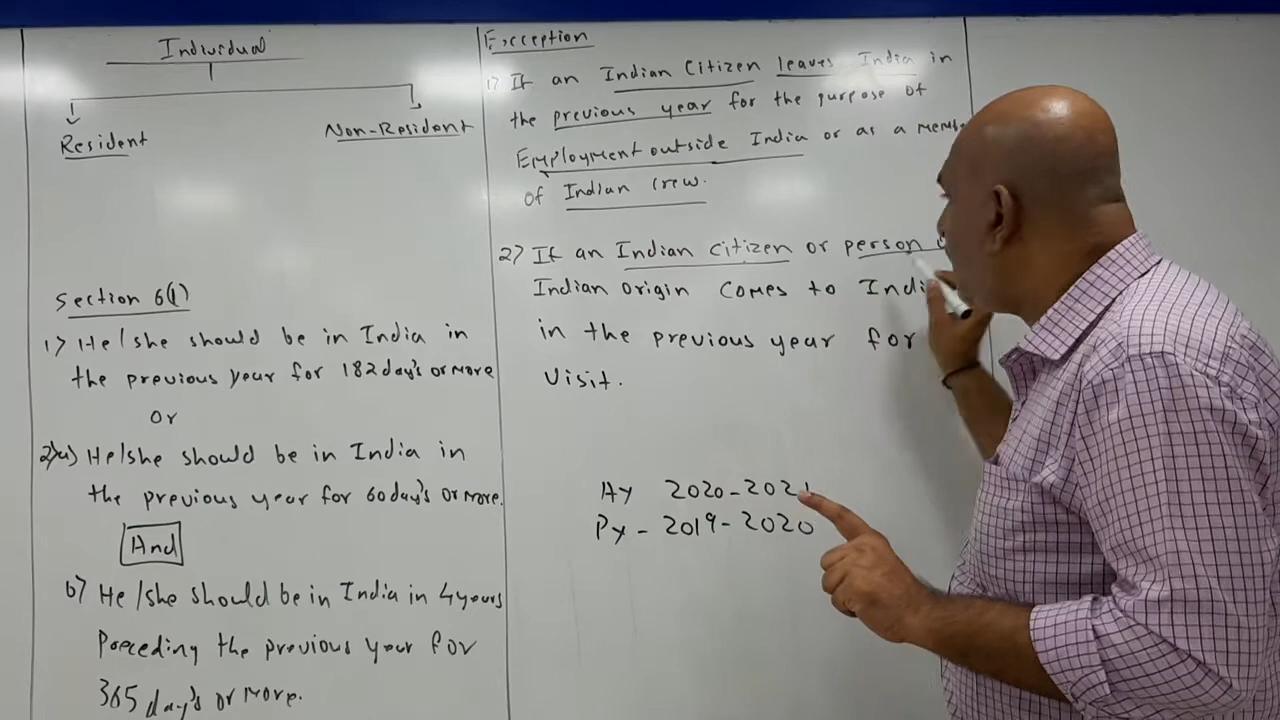 Individual
Resident
Non-Resident
Section 6(1)
1) He/she should be in India in
the previous year for 182 day's or more
or
2)a) He/she should be in India in
the previous year for 60 day's or more.
And
b) He/she should be in India in 4 years
Preceding the previous year for
365 day's or more.
Exception
1) If an Indian Citizen leaves India in
the previous year for the purpose of
Employment outside India or as a
of Indian Crew.
2) If an Indian citizen or person
Indian origin comes to
in the previous year for
Visit.
AY 2020-2021
PY - 2019-2020